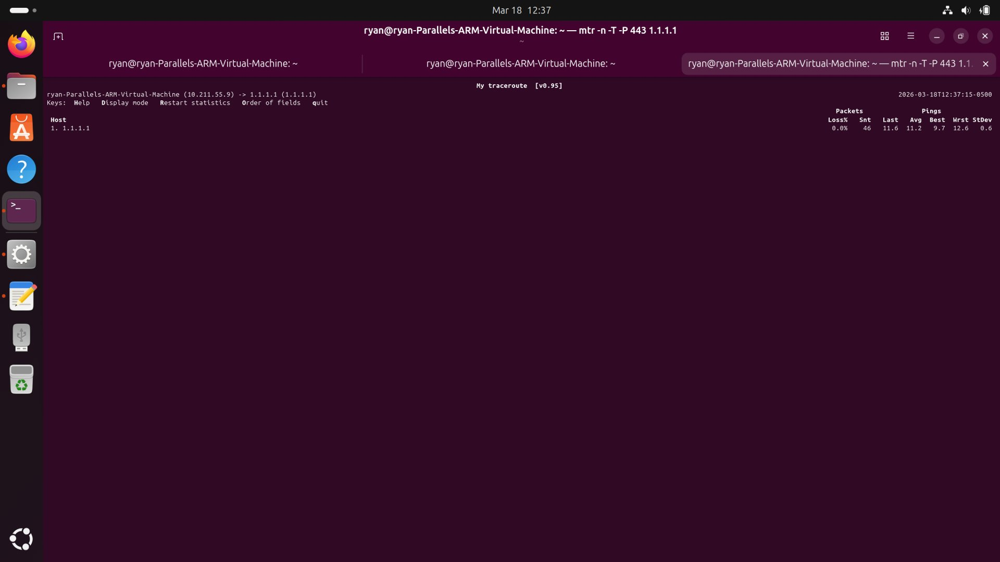 Mar 18 12:37
ryan@ryan-Parallels-ARM-Virtual-Machine: ~ — mtr -n -T -P 443 1.1.1.1
~
ryan@ryan-Parallels-ARM-Virtual-Machine: ~
ryan@ryan-Parallels-ARM-Virtual-Machine: ~
ryan@ryan-Parallels-ARM-Virtual-Machine: ~ — mtr -n -T -P 443 1.1.
My traceroute [v0.95]
ryan-Parallels-ARM-Virtual-Machine (10.211.55.9) -> 1.1.1.1 (1.1.1.1) 2026-03-18T12:37:15-0500
Keys: Help Display mode Restart statistics Order of fields quit
Packets Pings
Host Loss% Snt Last Avg Best Wrst StDev
1. 1.1.1.1 0.0% 46 11.6 11.2 9.7 12.6 0.6